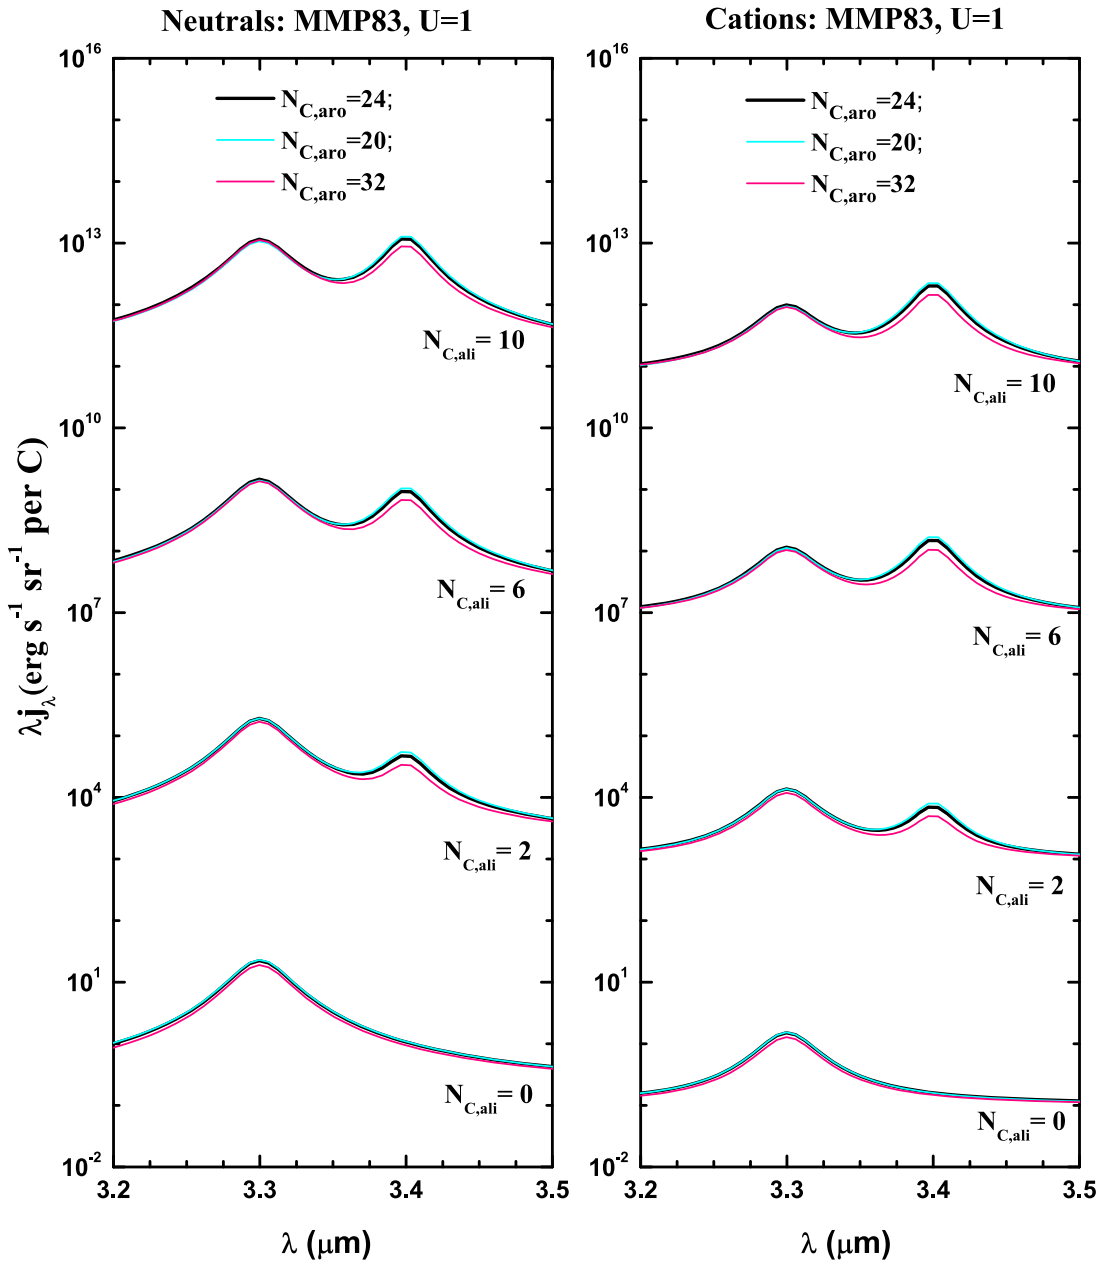 Neutrals: MMP83, U=1
10^16
N_C,aro=24;
N_C,aro=20;
N_C,aro=32
10^13
N_C,ali= 10
10^10
N_C,ali= 6
10^7
10^4
N_C,ali= 2
10^1
N_C,ali= 0
10^-2
3.2 3.3 3.4 3.5
λ (μm)
λj_λ(erg s^-1 sr^-1 per C)
Cations: MMP83, U=1
10^16
N_C,aro=24;
N_C,aro=20;
N_C,aro=32
10^13
N_C,ali= 10
10^10
10^7
N_C,ali= 6
10^4
N_C,ali= 2
10^1
N_C,ali= 0
10^-2
3.2 3.3 3.4 3.5
λ (μm)